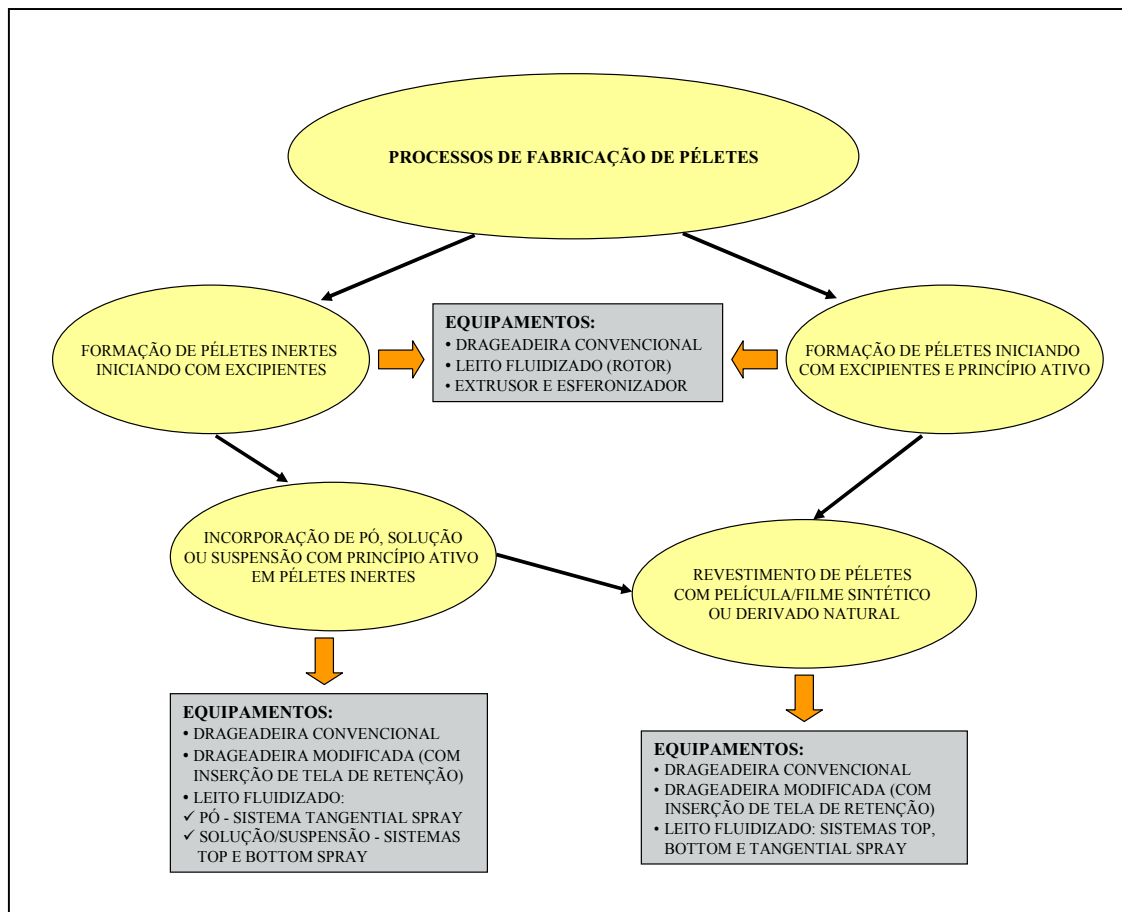 PROCESSOS DE FABRICAÇÃO DE PÉLETES
FORMAÇÃO DE PÉLETES INERTES
INICIANDO COM EXCIPIENTES
EQUIPAMENTOS:
• DRAGEADEIRA CONVENCIONAL
• LEITO FLUIDIZADO (ROTOR)
• EXTRUSOR E ESFERONIZADOR
FORMAÇÃO DE PÉLETES INICIANDO
COM EXCIPIENTES E PRINCÍPIO ATIVO
INCORPORAÇÃO DE PÓ, SOLUÇÃO
OU SUSPENSÃO COM PRINCÍPIO ATIVO
EM PÉLETES INERTES
REVESTIMENTO DE PÉLETES
COM PELÍCULA/FILME SINTÉTICO
OU DERIVADO NATURAL
EQUIPAMENTOS:
• DRAGEADEIRA CONVENCIONAL
• DRAGEADEIRA MODIFICADA (COM
INSERÇÃO DE TELA DE RETENÇÃO)
• LEITO FLUIDIZADO:
✓ PÓ - SISTEMA TANGENTIAL SPRAY
✓ SOLUÇÃO/SUSPENSÃO - SISTEMAS
TOP E BOTTOM SPRAY
EQUIPAMENTOS:
• DRAGEADEIRA CONVENCIONAL
• DRAGEADEIRA MODIFICADA (COM
INSERÇÃO DE TELA DE RETENÇÃO)
• LEITO FLUIDIZADO: SISTEMAS TOP,
BOTTOM E TANGENTIAL SPRAY